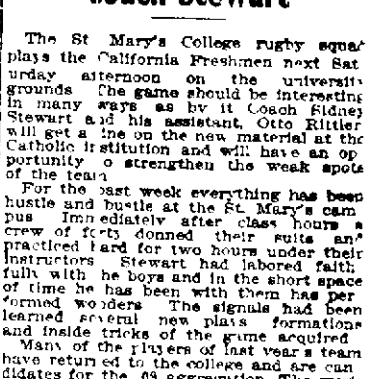 Coach Stewart
The St Mary's College rugby squad
plays the California Freshmen next Sat
urday afternoon on the university
grounds The game should be interesting
in many ways as by it Coach Sidney
Stewart and his assistant, Otto Rittler
will get a line on the new material at the
Catholic institution and will have an op
portunity to strengthen the weak spots
of the team
For the past week everything has been
hustle and bustle at the St. Mary's cam
pus Immediately after class hours a
crew of forty donned their suits and
practiced hard for two hours under their
instructors Stewart had labored faith
fully with the boys and in the short space
of time he has been with them has per
formed wonders The signals had been
learned several new plays formations
and inside tricks of the game acquired
Many of the players of last year s team
have returned to the college and are can
didates for the 09 aggregation The